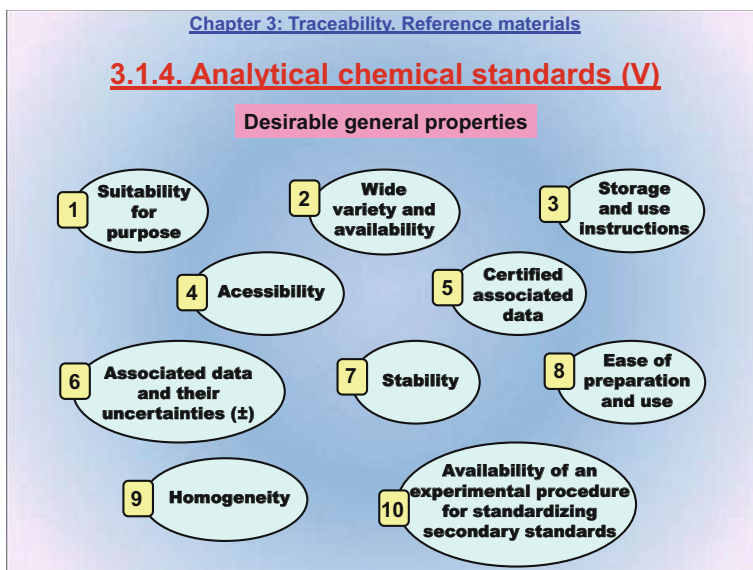 Chapter 3: Traceability. Reference materials
3.1.4. Analytical chemical standards (V)
Desirable general properties
1
Suitability
for
purpose
2
Wide
variety and
availability
3
Storage
and use
instructions
4
Acessibility
5
Certified
associated
data
6
Associated data
and their
uncertainties (±)
7
Stability
8
Ease of
preparation
and use
9
Homogeneity
10
Availability of an
experimental procedure
for standardizing
secondary standards